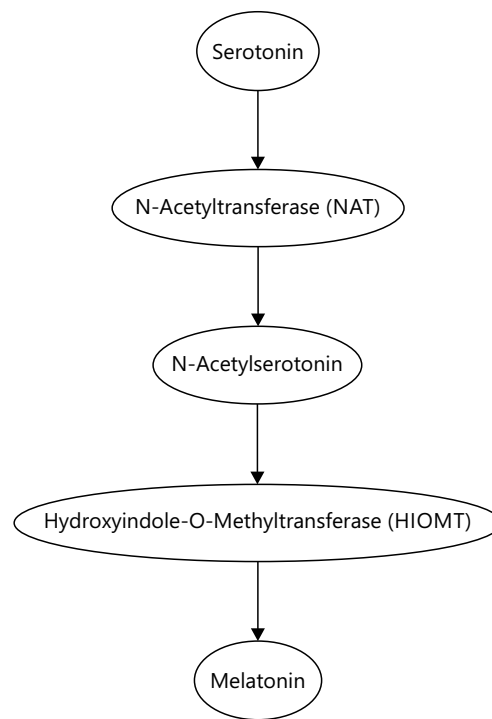 Serotonin
N-Acetyltransferase (NAT)
N-Acetylserotonin
Hydroxyindole-O-Methyltransferase (HIOMT)
Melatonin